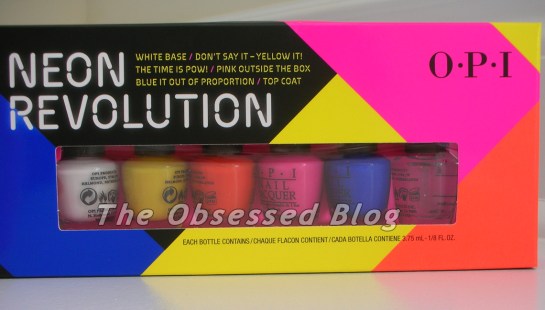 NEON
REVOLUTION
WHITE BASE / DON'T SAY IT – YELLOW IT!
THE TIME IS POW! / PINK OUTSIDE THE BOX
BLUE IT OUT OF PROPORTION / TOP COAT
O·P·I
O·P·I
NAIL
LACQUER
The Obsessed Blog
EACH BOTTLE CONTAINS/CHAQUE FLACON CONTIENT/CADA BOTELLA CONTIENE 3.75 mL - 1/8 FL. OZ.